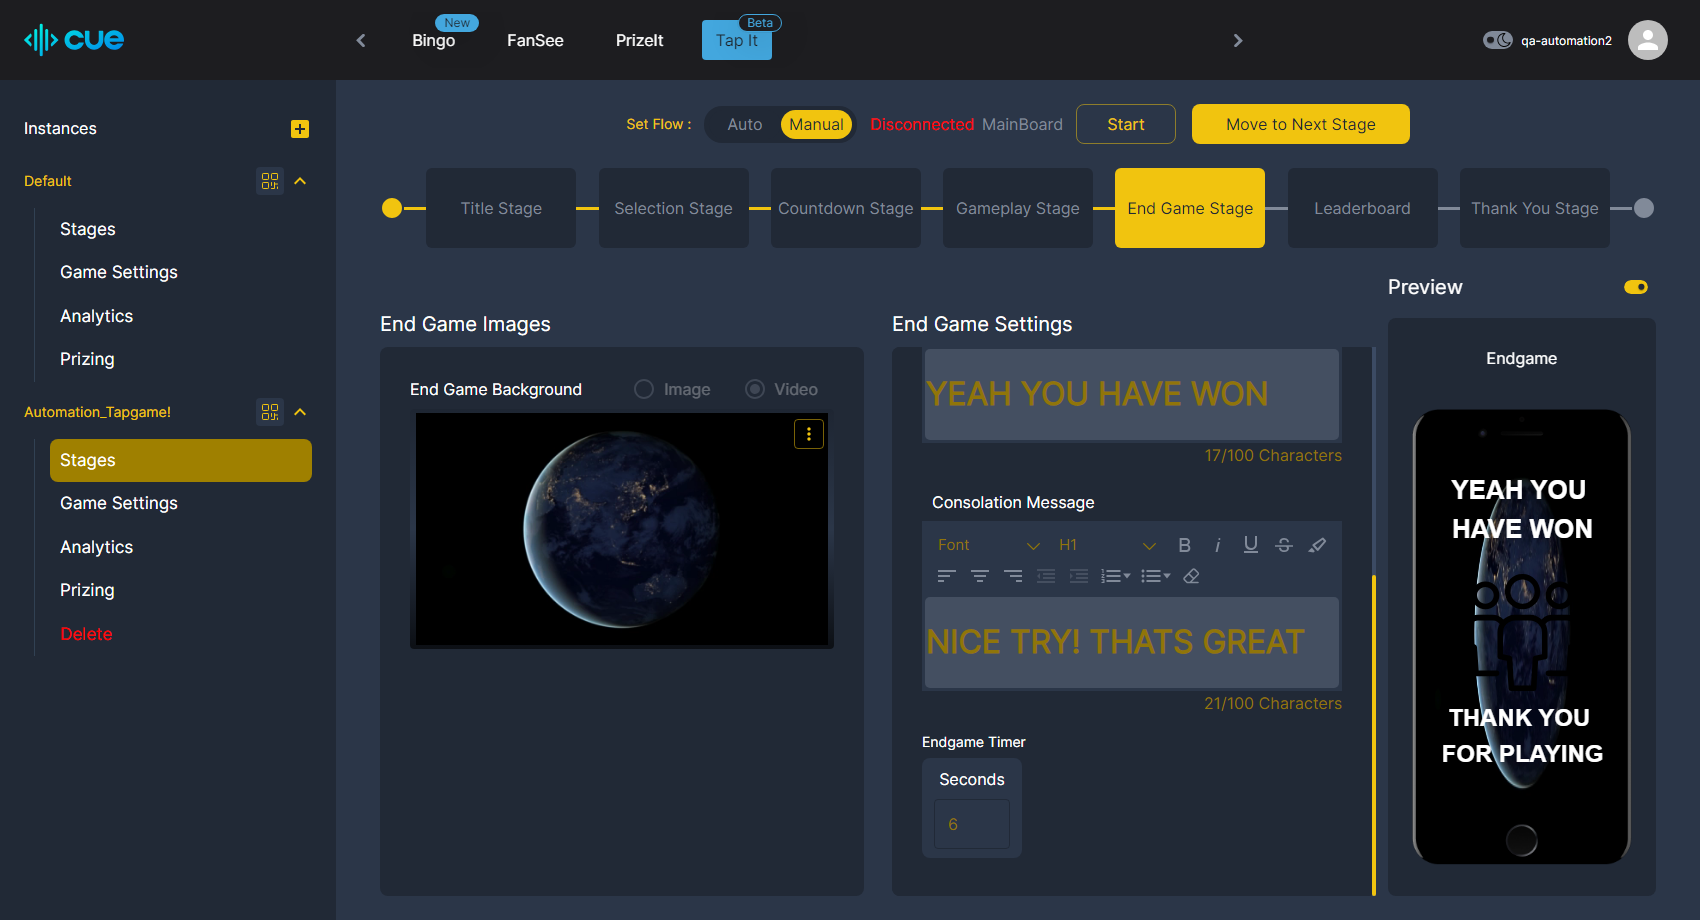 cue
Bingo
New
FanSee
PrizeIt
Tap It
Beta
qa-automation2
Instances
Default
Stages
Game Settings
Analytics
Prizing
Automation_Tapgame!
Stages
Game Settings
Analytics
Prizing
Delete
Set Flow :
Auto
Manual
Disconnected MainBoard
Start
Move to Next Stage
Title Stage
Selection Stage
Countdown Stage
Gameplay Stage
End Game Stage
Leaderboard
Thank You Stage
End Game Images
End Game Background
Image
Video
End Game Settings
YEAH YOU HAVE WON
17/100 Characters
Consolation Message
Font
H1
B
i
U
S
NICE TRY! THATS GREAT
21/100 Characters
Endgame Timer
Seconds
6
Preview
Endgame
YEAH YOU
HAVE WON
THANK YOU
FOR PLAYING